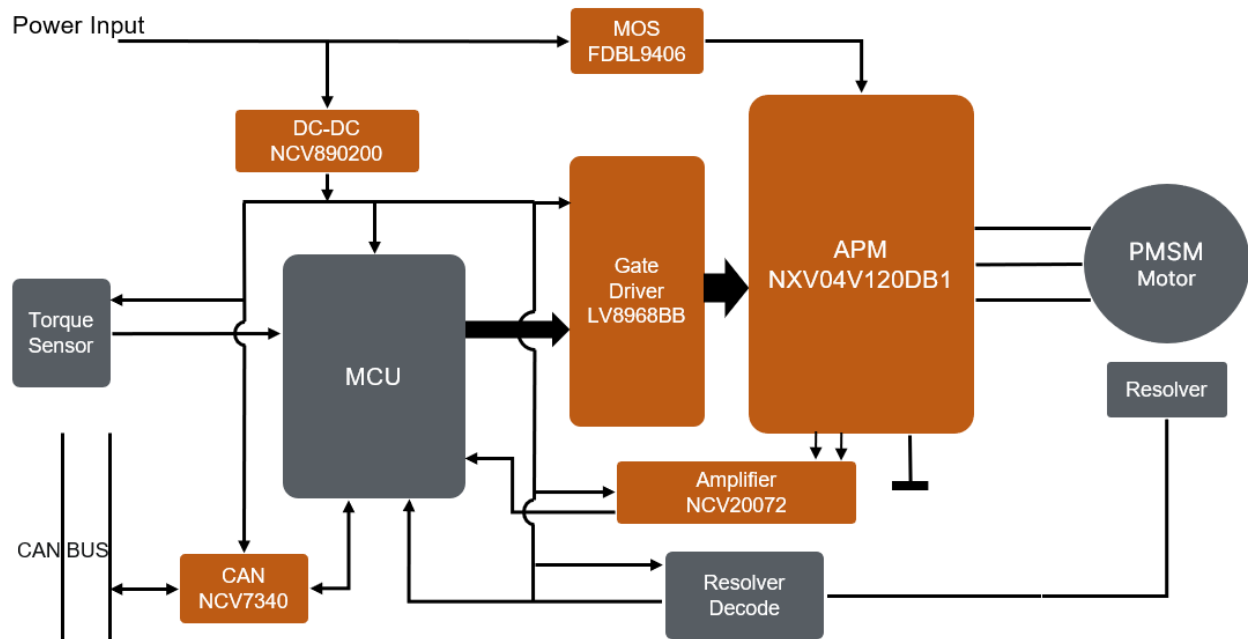 Power Input
MOS
FDBL9406
DC-DC
NCV890200
Gate
Driver
LV8968BB
APM
NXV04V120DB1
PMSM
Motor
Torque
Sensor
MCU
Resolver
Amplifier
NCV20072
CAN BUS
CAN
NCV7340
Resolver
Decode